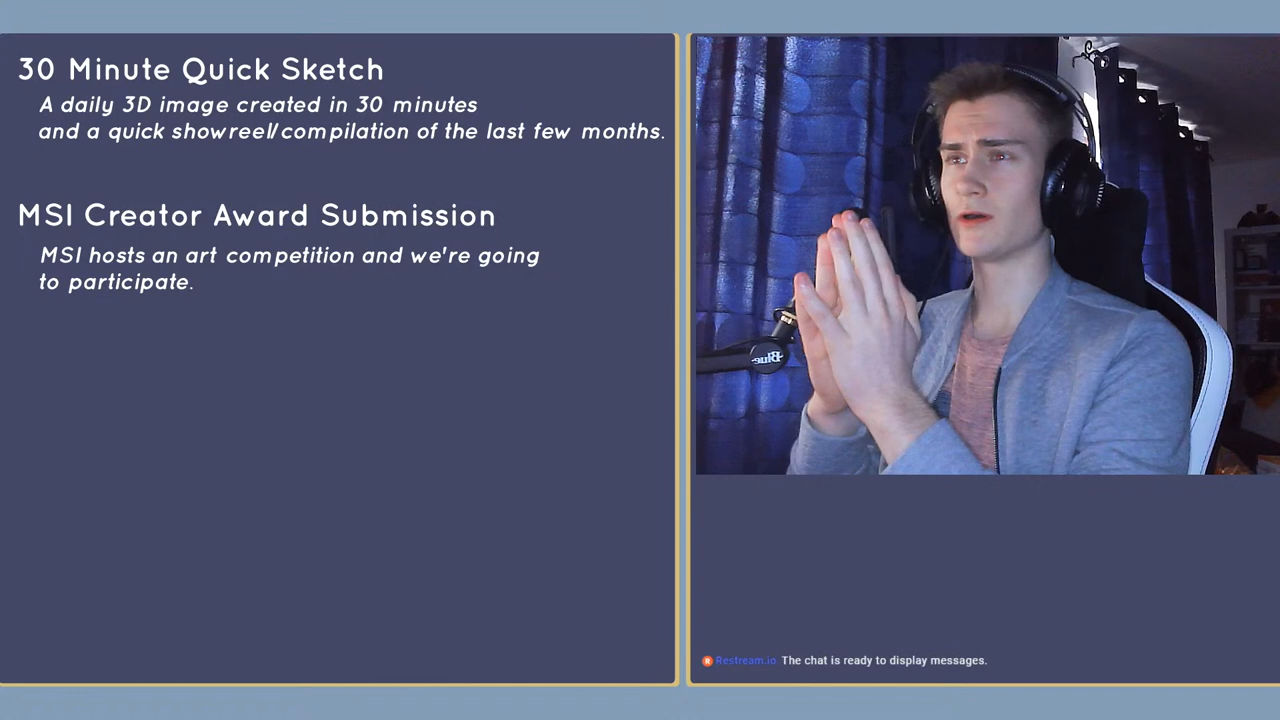 30 Minute Quick Sketch
A daily 3D image created in 30 minutes
and a quick showreel/compilation of the last few months.
MSI Creator Award Submission
MSI hosts an art competition and we're going
to participate.
Blue
R Restream.io The chat is ready to display messages.